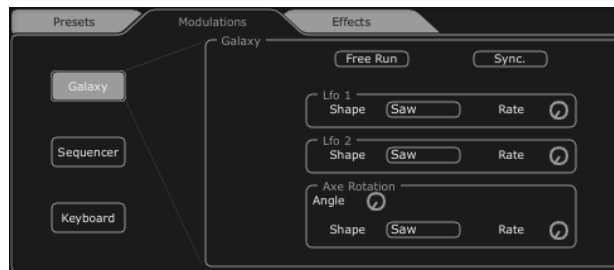 Presets Modulations Effects
Galaxy
Free Run Sync.
Galaxy
Lfo 1
Shape Saw Rate
Lfo 2
Sequencer
Shape Saw Rate
Axe Rotation
Angle
Keyboard
Shape Saw Rate